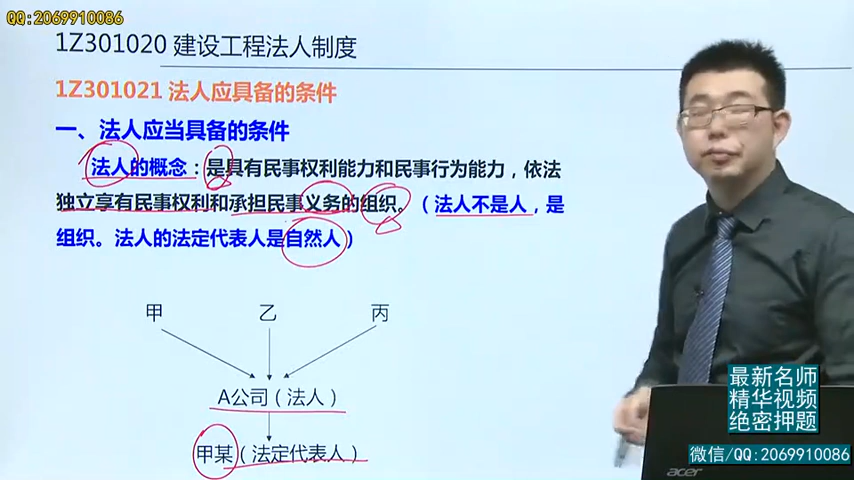 QQ:2069910086
1Z301020 建设工程法人制度
1Z301021 法人应具备的条件
一、法人应当具备的条件
法人的概念：是具有民事权利能力和民事行为能力，依法
独立享有民事权利和承担民事义务的组织。（法人不是人，是
组织。法人的法定代表人是自然人）
甲 乙 丙
A公司（法人）
甲某（法定代表人）
最新名师
精华视频
绝密押题
微信/QQ:2069910086
acer